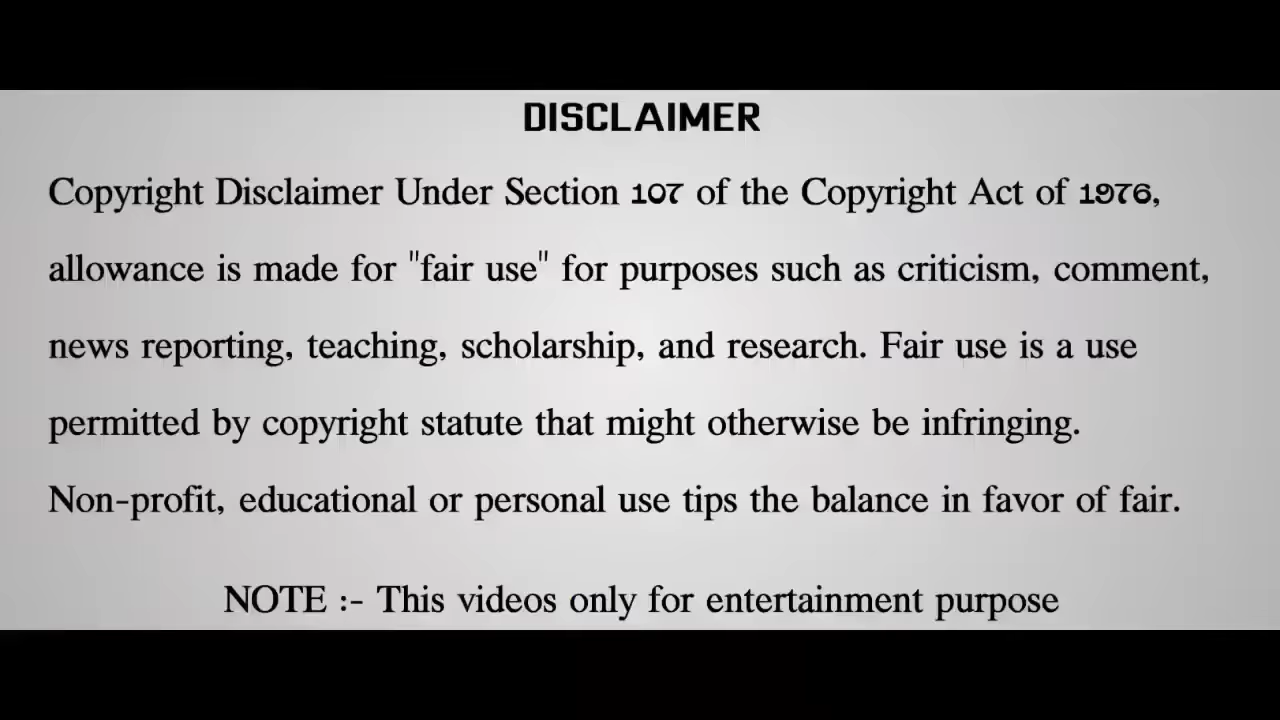 DISCLAIMER
Copyright Disclaimer Under Section 107 of the Copyright Act of 1976,
allowance is made for "fair use" for purposes such as criticism, comment,
news reporting, teaching, scholarship, and research. Fair use is a use
permitted by copyright statute that might otherwise be infringing.
Non-profit, educational or personal use tips the balance in favor of fair.
NOTE :- This videos only for entertainment purpose